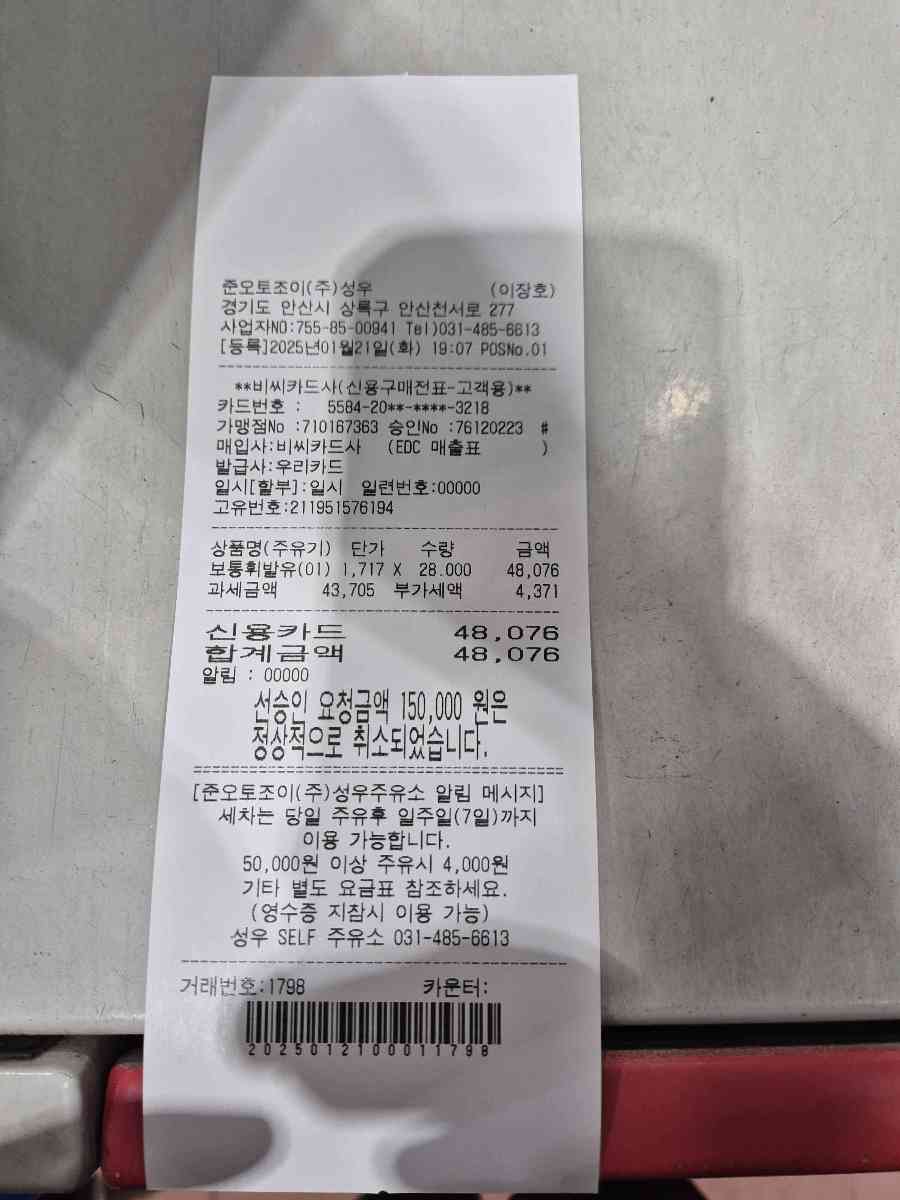 준오토조이(주)성우 (이장호)
경기도 안산시 상록구 안산천서로 277
사업자NO:755-85-00941 Tel)031-485-6613
[등록]2025년01월21일(화) 19:07 POSNo.01
**비씨카드사(신용구매전표-고객용)**
카드번호 : 5584-20**-****-3218
가맹점No :710167363 승인No :76120223 #
매입사:비씨카드사 (EDC 매출표 )
발급사:우리카드
일시[할부]:일시 일련번호:00000
고유번호:211951576194
상품명(주유기) 단가 수량 금액
보통휘발유(01) 1,717 X 28.000 48,076
과세금액 43,705 부가세액 4,371
신용카드 48,076
합계금액 48,076
알림 : 00000
선승인 요청금액 150,000 원은
정상적으로 취소되었습니다.
[준오토조이(주)성우주유소 알림 메시지]
세차는 당일 주유후 일주일(7일)까지
이용 가능합니다.
50,000원 이상 주유시 4,000원
기타 별도 요금표 참조하세요.
(영수증 지참시 이용 가능)
성우 SELF 주유소 031-485-6613
거래번호:1798 카운터:
2025012100011798